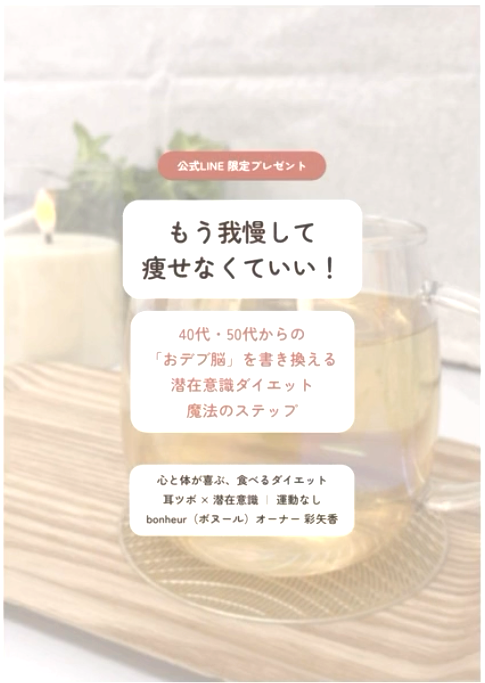 公式LINE 限定プレゼント
もう我慢して
痩せなくていい！
40代・50代からの
「おデブ脳」を書き換える
潜在意識ダイエット
魔法のステップ
心と体が喜ぶ、食べるダイエット
耳ツボ × 潜在意識 ｜ 運動なし
bonheur（ボヌール）オーナー 彩矢香